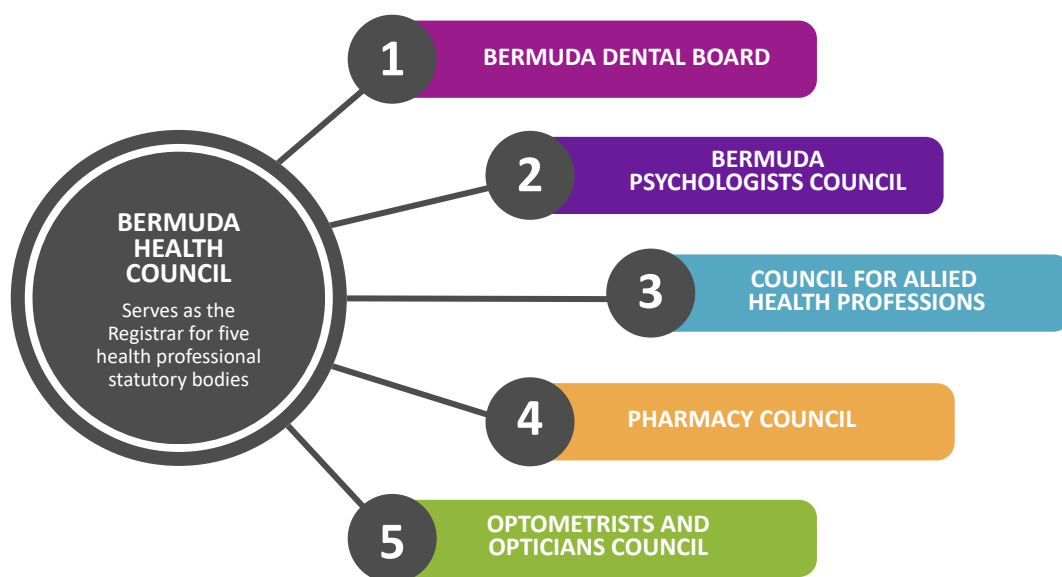 BERMUDA
HEALTH
COUNCIL
Serves as the
Registrar for five
health professional
statutory bodies
1
BERMUDA DENTAL BOARD
2
BERMUDA
PSYCHOLOGISTS COUNCIL
3
COUNCIL FOR ALLIED
HEALTH PROFESSIONS
4
PHARMACY COUNCIL
5
OPTOMETRISTS AND
OPTICIANS COUNCIL